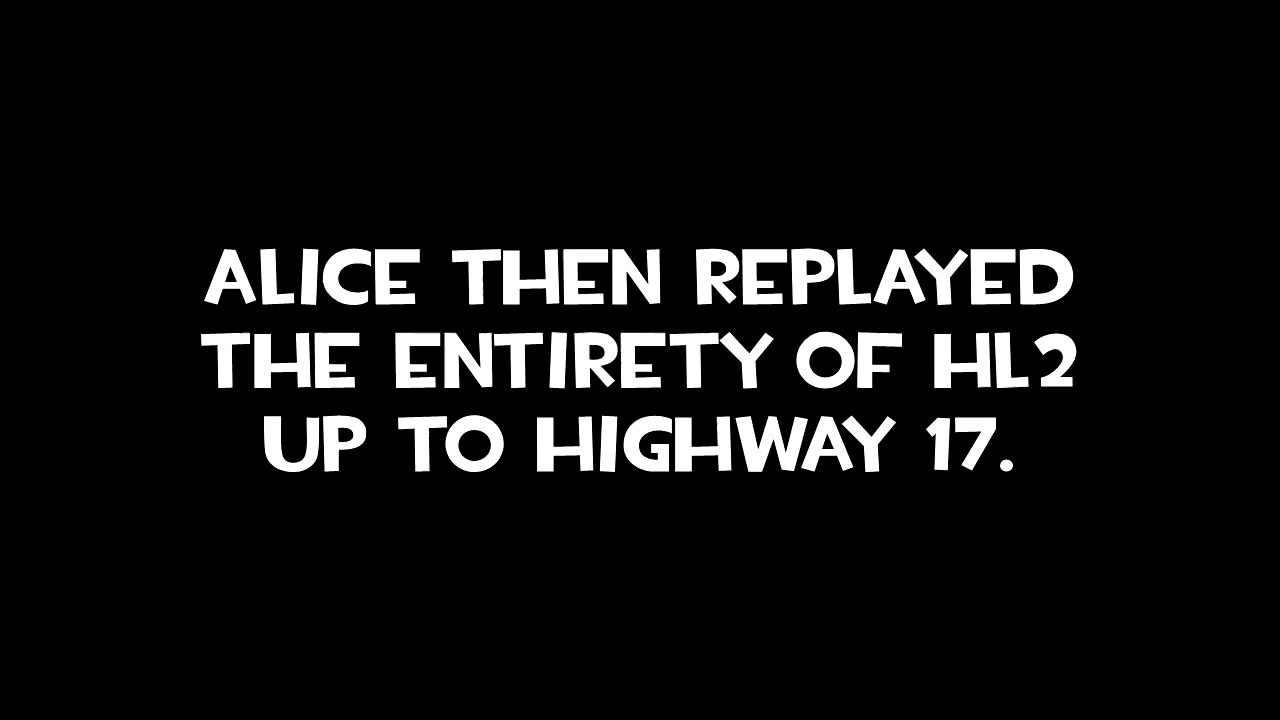 ALICE THEN REPLAYED
THE ENTIRETY OF HL2
UP TO HIGHWAY 17.